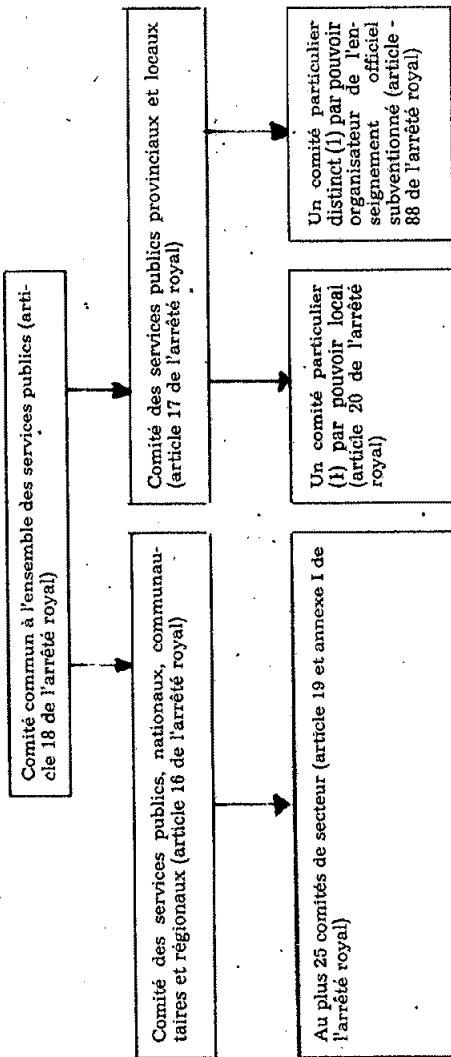 Comité commun à l'ensemble des services publics (arti-
cle 18 de l'arrêté royal)
Comité des services publics, nationaux, communau-
taires et régionaux (article 16 de l'arrêté royal)
Comité des services publics provinciaux et locaux
(article 17 de l'arrêté royal)
Au plus 25 comités de secteur (article 19 et annexe I de
l'arrêté royal)
Un comité particulier
(1) par pouvoir local
(article 20 de l'arrêté
royal)
Un comité particulier
distinct (1) par pouvoir
organisateur de l'en-
seignement officiel
subventionné (article -
88 de l'arrêté royal)